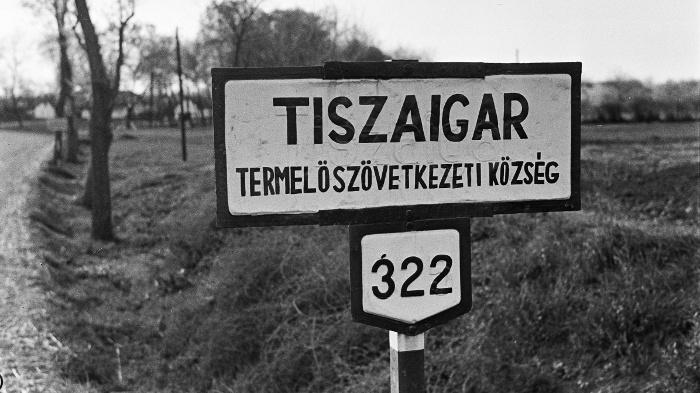 TISZAIGAR
TERMELŐSZÖVETKEZETI KÖZSÉG
322